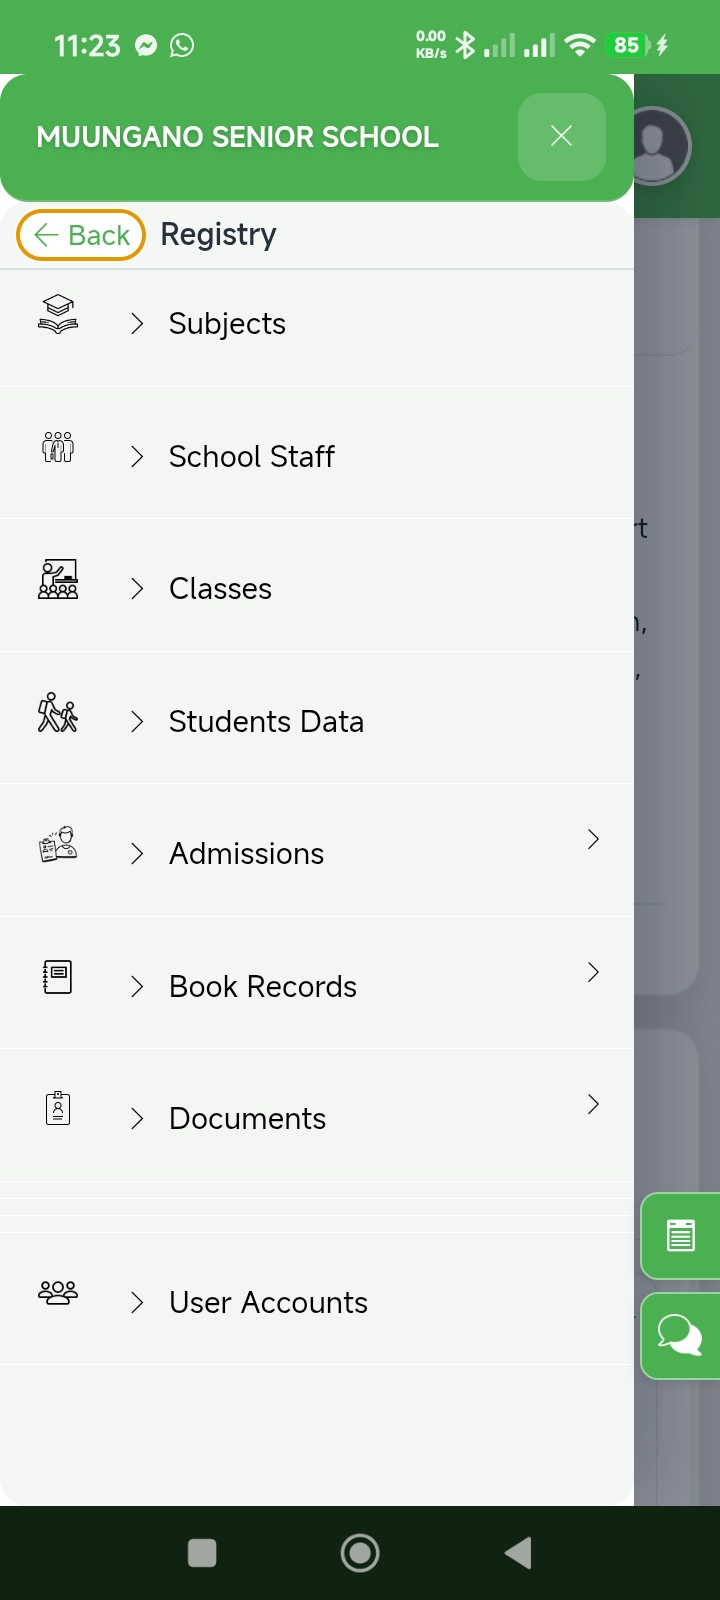 11:23
0.00
KB/s
85
MUUNGANO SENIOR SCHOOL
Back
Registry
Subjects
School Staff
rt
Classes
,
Students Data
Admissions
Book Records
Documents
User Accounts